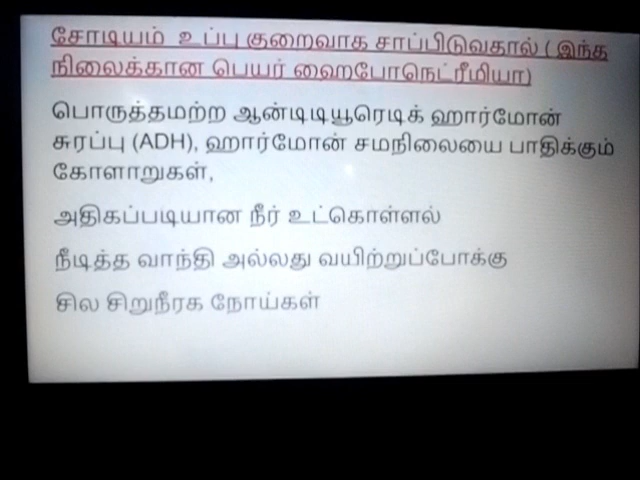 சோடியம் உப்பு குறைவாக சாப்பிடுவதால் ( இந்த
நிலைக்கான பெயர் ஹைபோநெட்ரீமியா)
பொருத்தமற்ற ஆன்டிடியூரெடிக் ஹார்மோன்
சுரப்பு (ADH), ஹார்மோன் சமநிலையை பாதிக்கும்
கோளாறுகள்,
அதிகப்படியான நீர் உட்கொள்ளல்
நீடித்த வாந்தி அல்லது வயிற்றுப்போக்கு
சில சிறுநீரக நோய்கள்